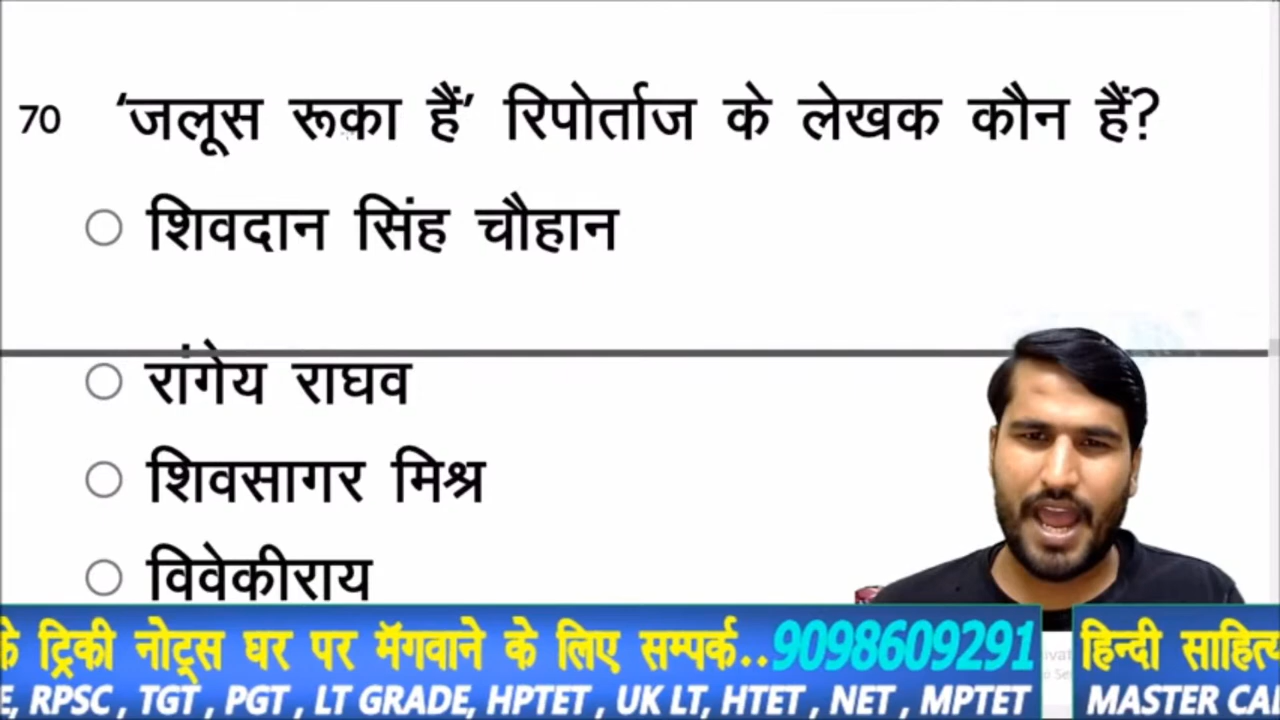 70 ‘जलूस रूका हैं’ रिपोर्ताज के लेखक कौन हैं?
शिवदान सिंह चौहान
रांगेय राघव
शिवसागर मिश्र
विवेकीराय
ट्रिकी नोट्स घर पर मॅगवाने के लिए सम्पर्क..9098609291 हिन्दी साहित्य
E, RPSC , TGT , PGT , LT GRADE, HPTET , UK LT, HTET , NET , MPTET MASTER